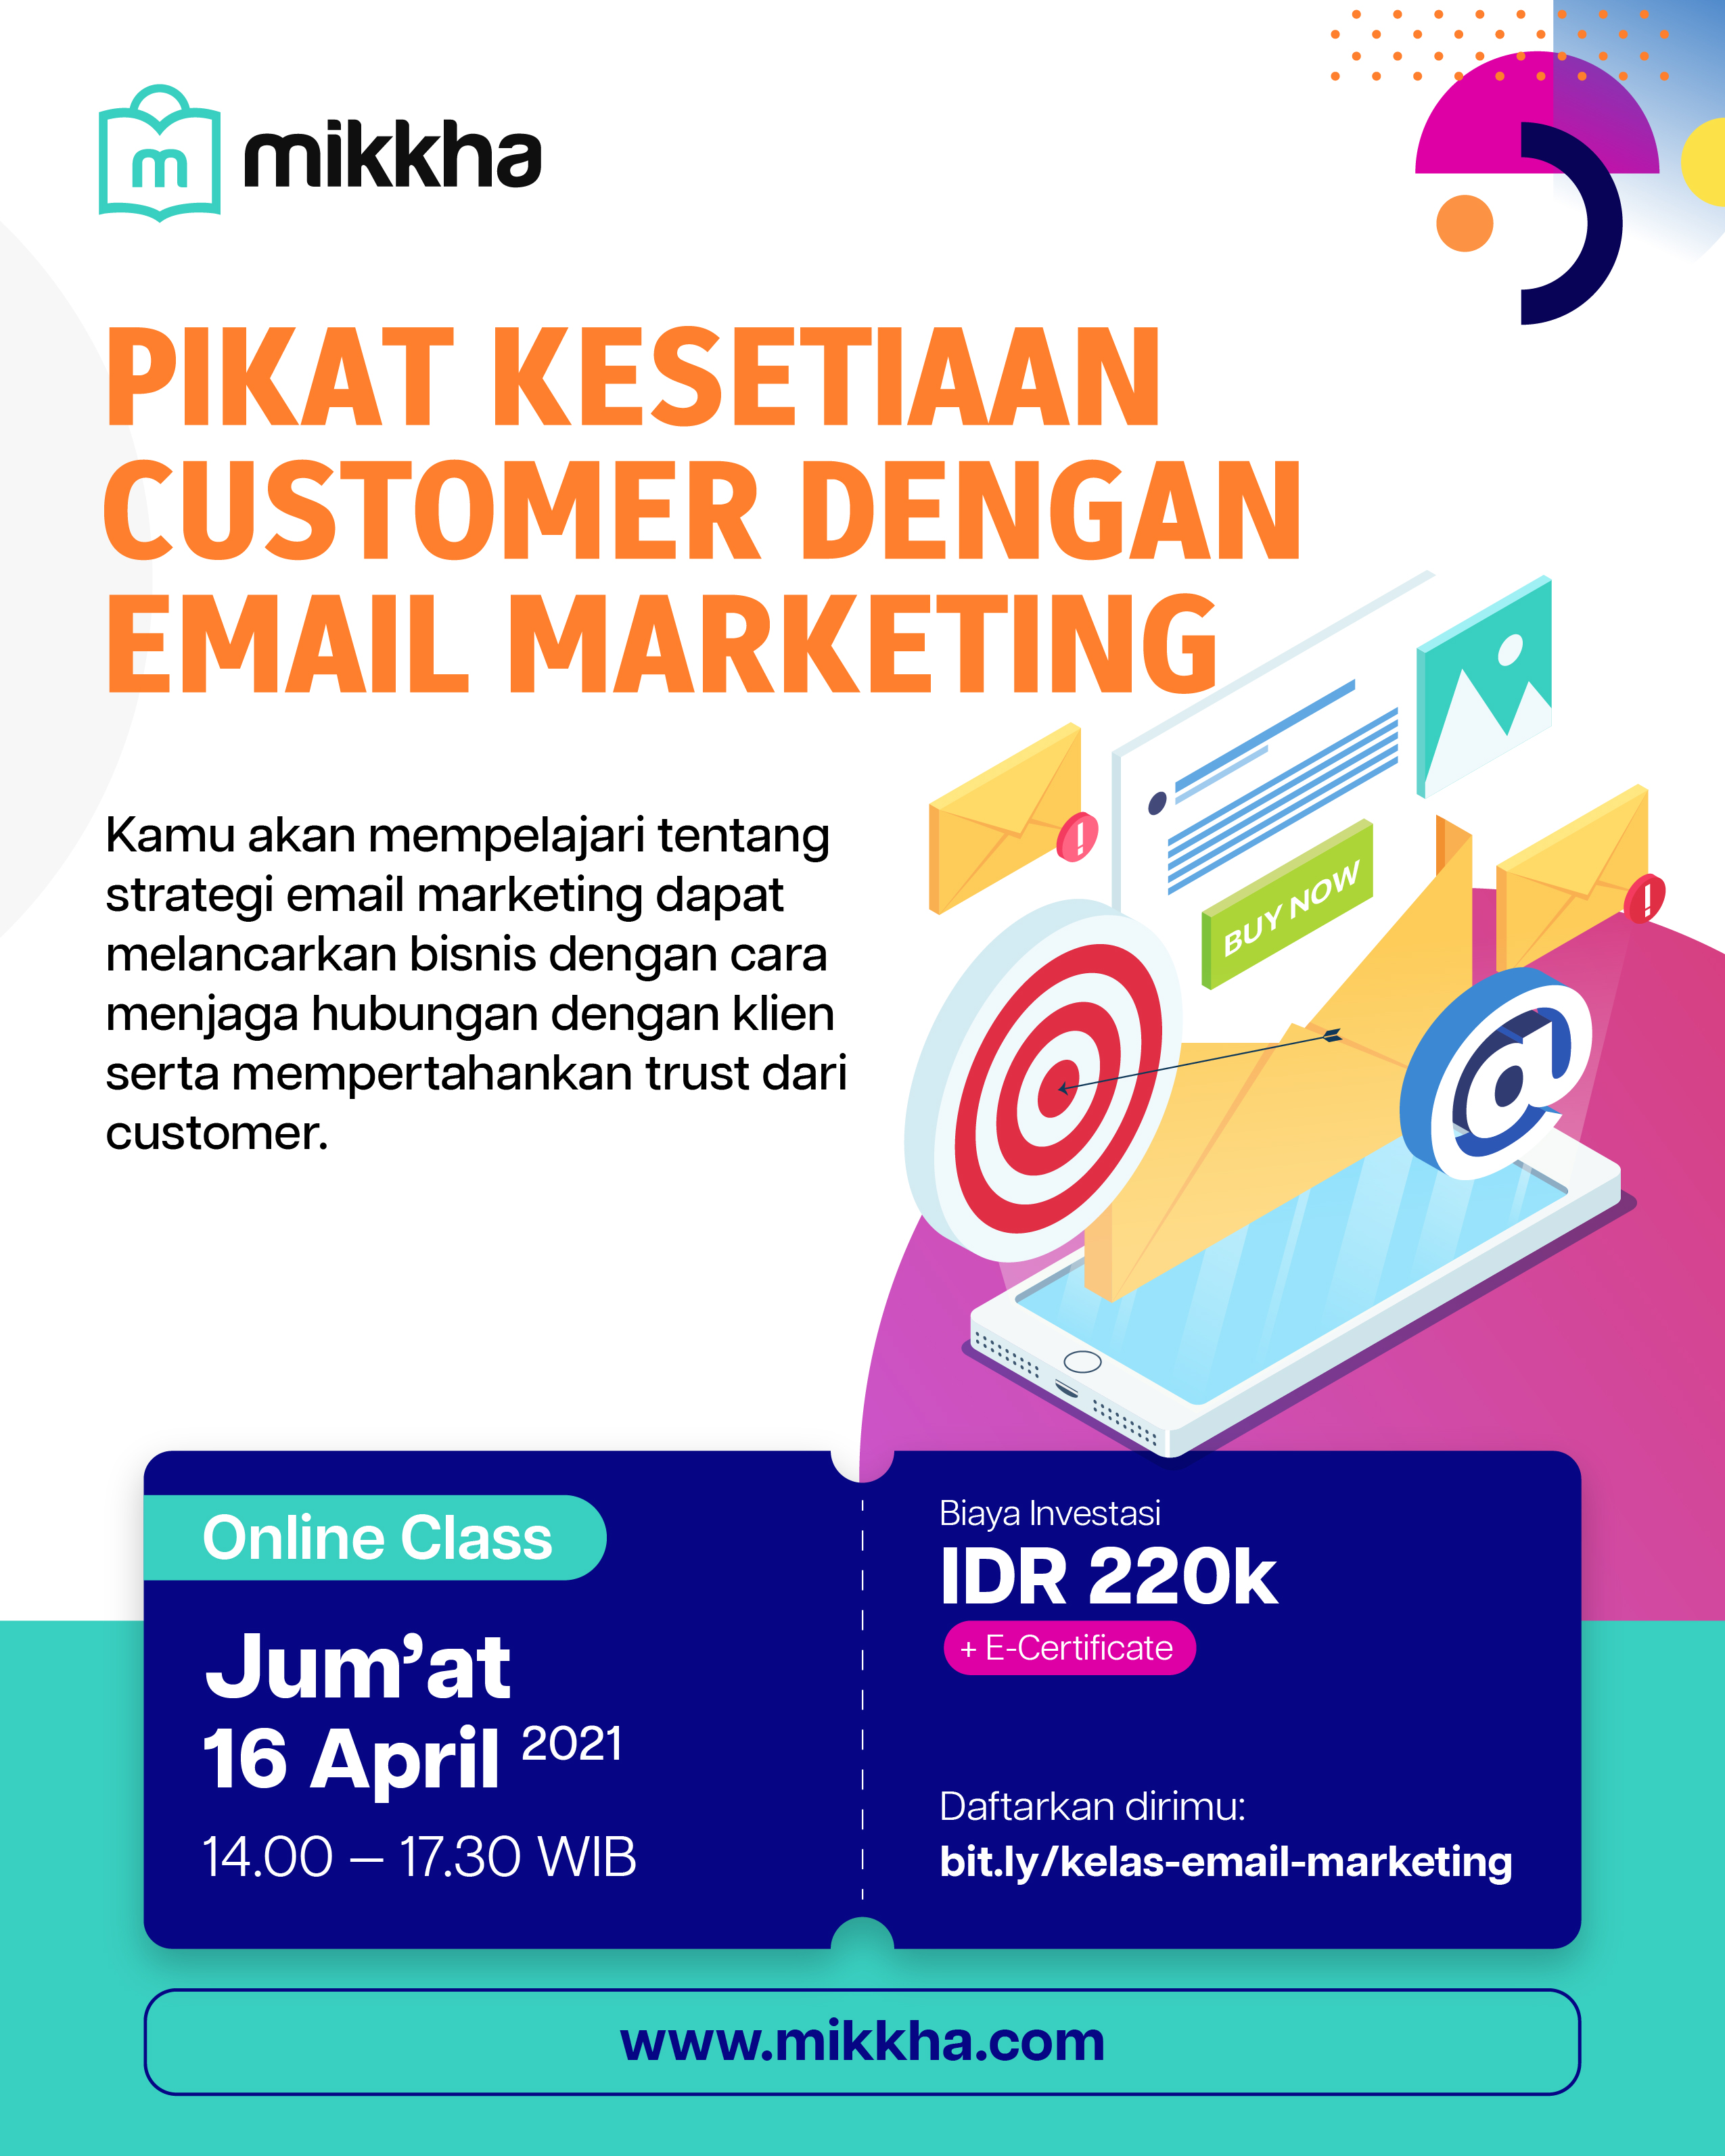 m mikkha
PIKAT KESETIAAN
CUSTOMER DENGAN
EMAIL MARKETING
Kamu akan mempelajari tentang
strategi email marketing dapat
melancarkan bisnis dengan cara
menjaga hubungan dengan klien
serta mempertahankan trust dari
customer.
!
BUY NOW
!
@
Online Class
Jum’at
16 April 2021
14.00 – 17.30 WIB
Biaya Investasi
IDR 220k
+ E-Certificate
Daftarkan dirimu:
bit.ly/kelas-email-marketing
www.mikkha.com